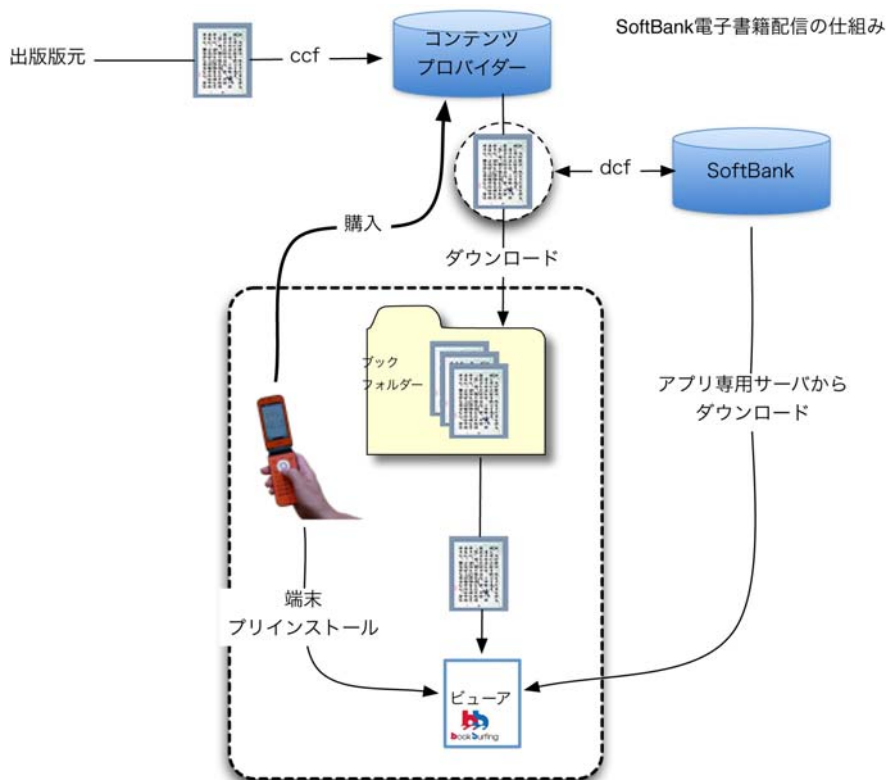 SoftBank電子書籍配信の仕組み
出版版元
ccf
コンテンツ
プロバイダー
dcf
SoftBank
購入
ダウンロード
ブック
フォルダー
アプリ専用サーバから
ダウンロード
端末
プリインストール
ビューア
book Surfing